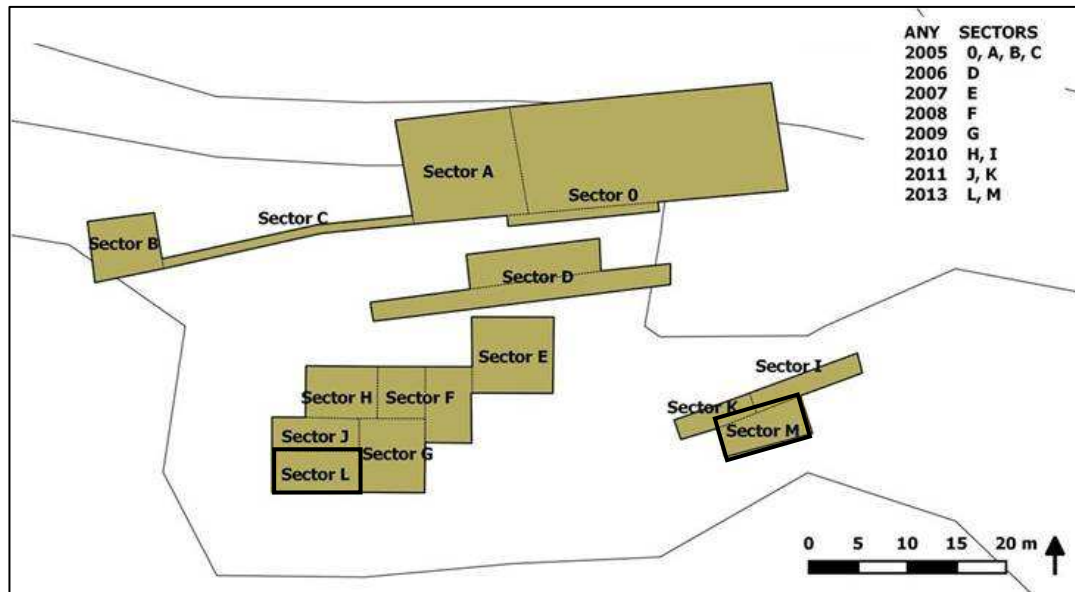 ANY SECTORS
2005 0, A, B, C
2006 D
2007 E
2008 F
2009 G
2010 H, I
2011 J, K
2013 L, M
Sector A
Sector 0
Sector C
Sector B
Sector D
Sector E
Sector I
Sector H
Sector F
Sector K
Sector J
Sector M
Sector G
Sector L
0 5 10 15 20 m